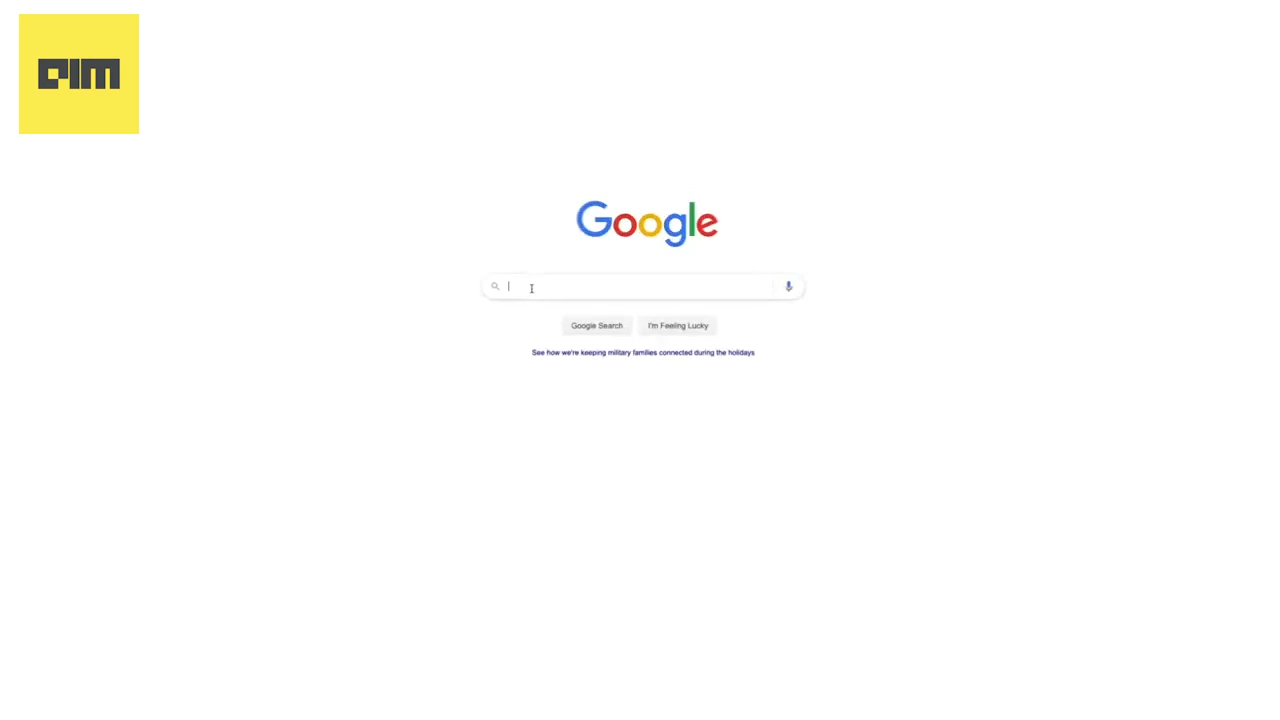 aim
Google
Google Search
I'm Feeling Lucky
See how we're keeping military families connected during the holidays